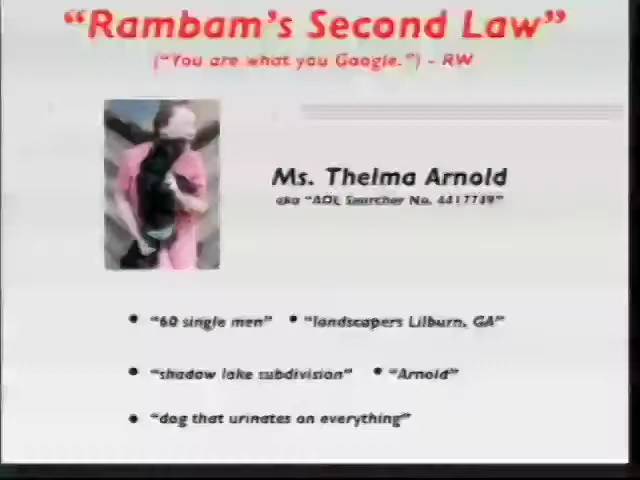 “Rambam’s Second Law”
(“You are what you Google.”) - RW
Ms. Thelma Arnold
aka “AOL Searcher No. 4417749”
• “60 single men” • “landscapers Lilburn, GA”
• “shadow lake subdivision” • “Arnold”
• “dog that urinates on everything”